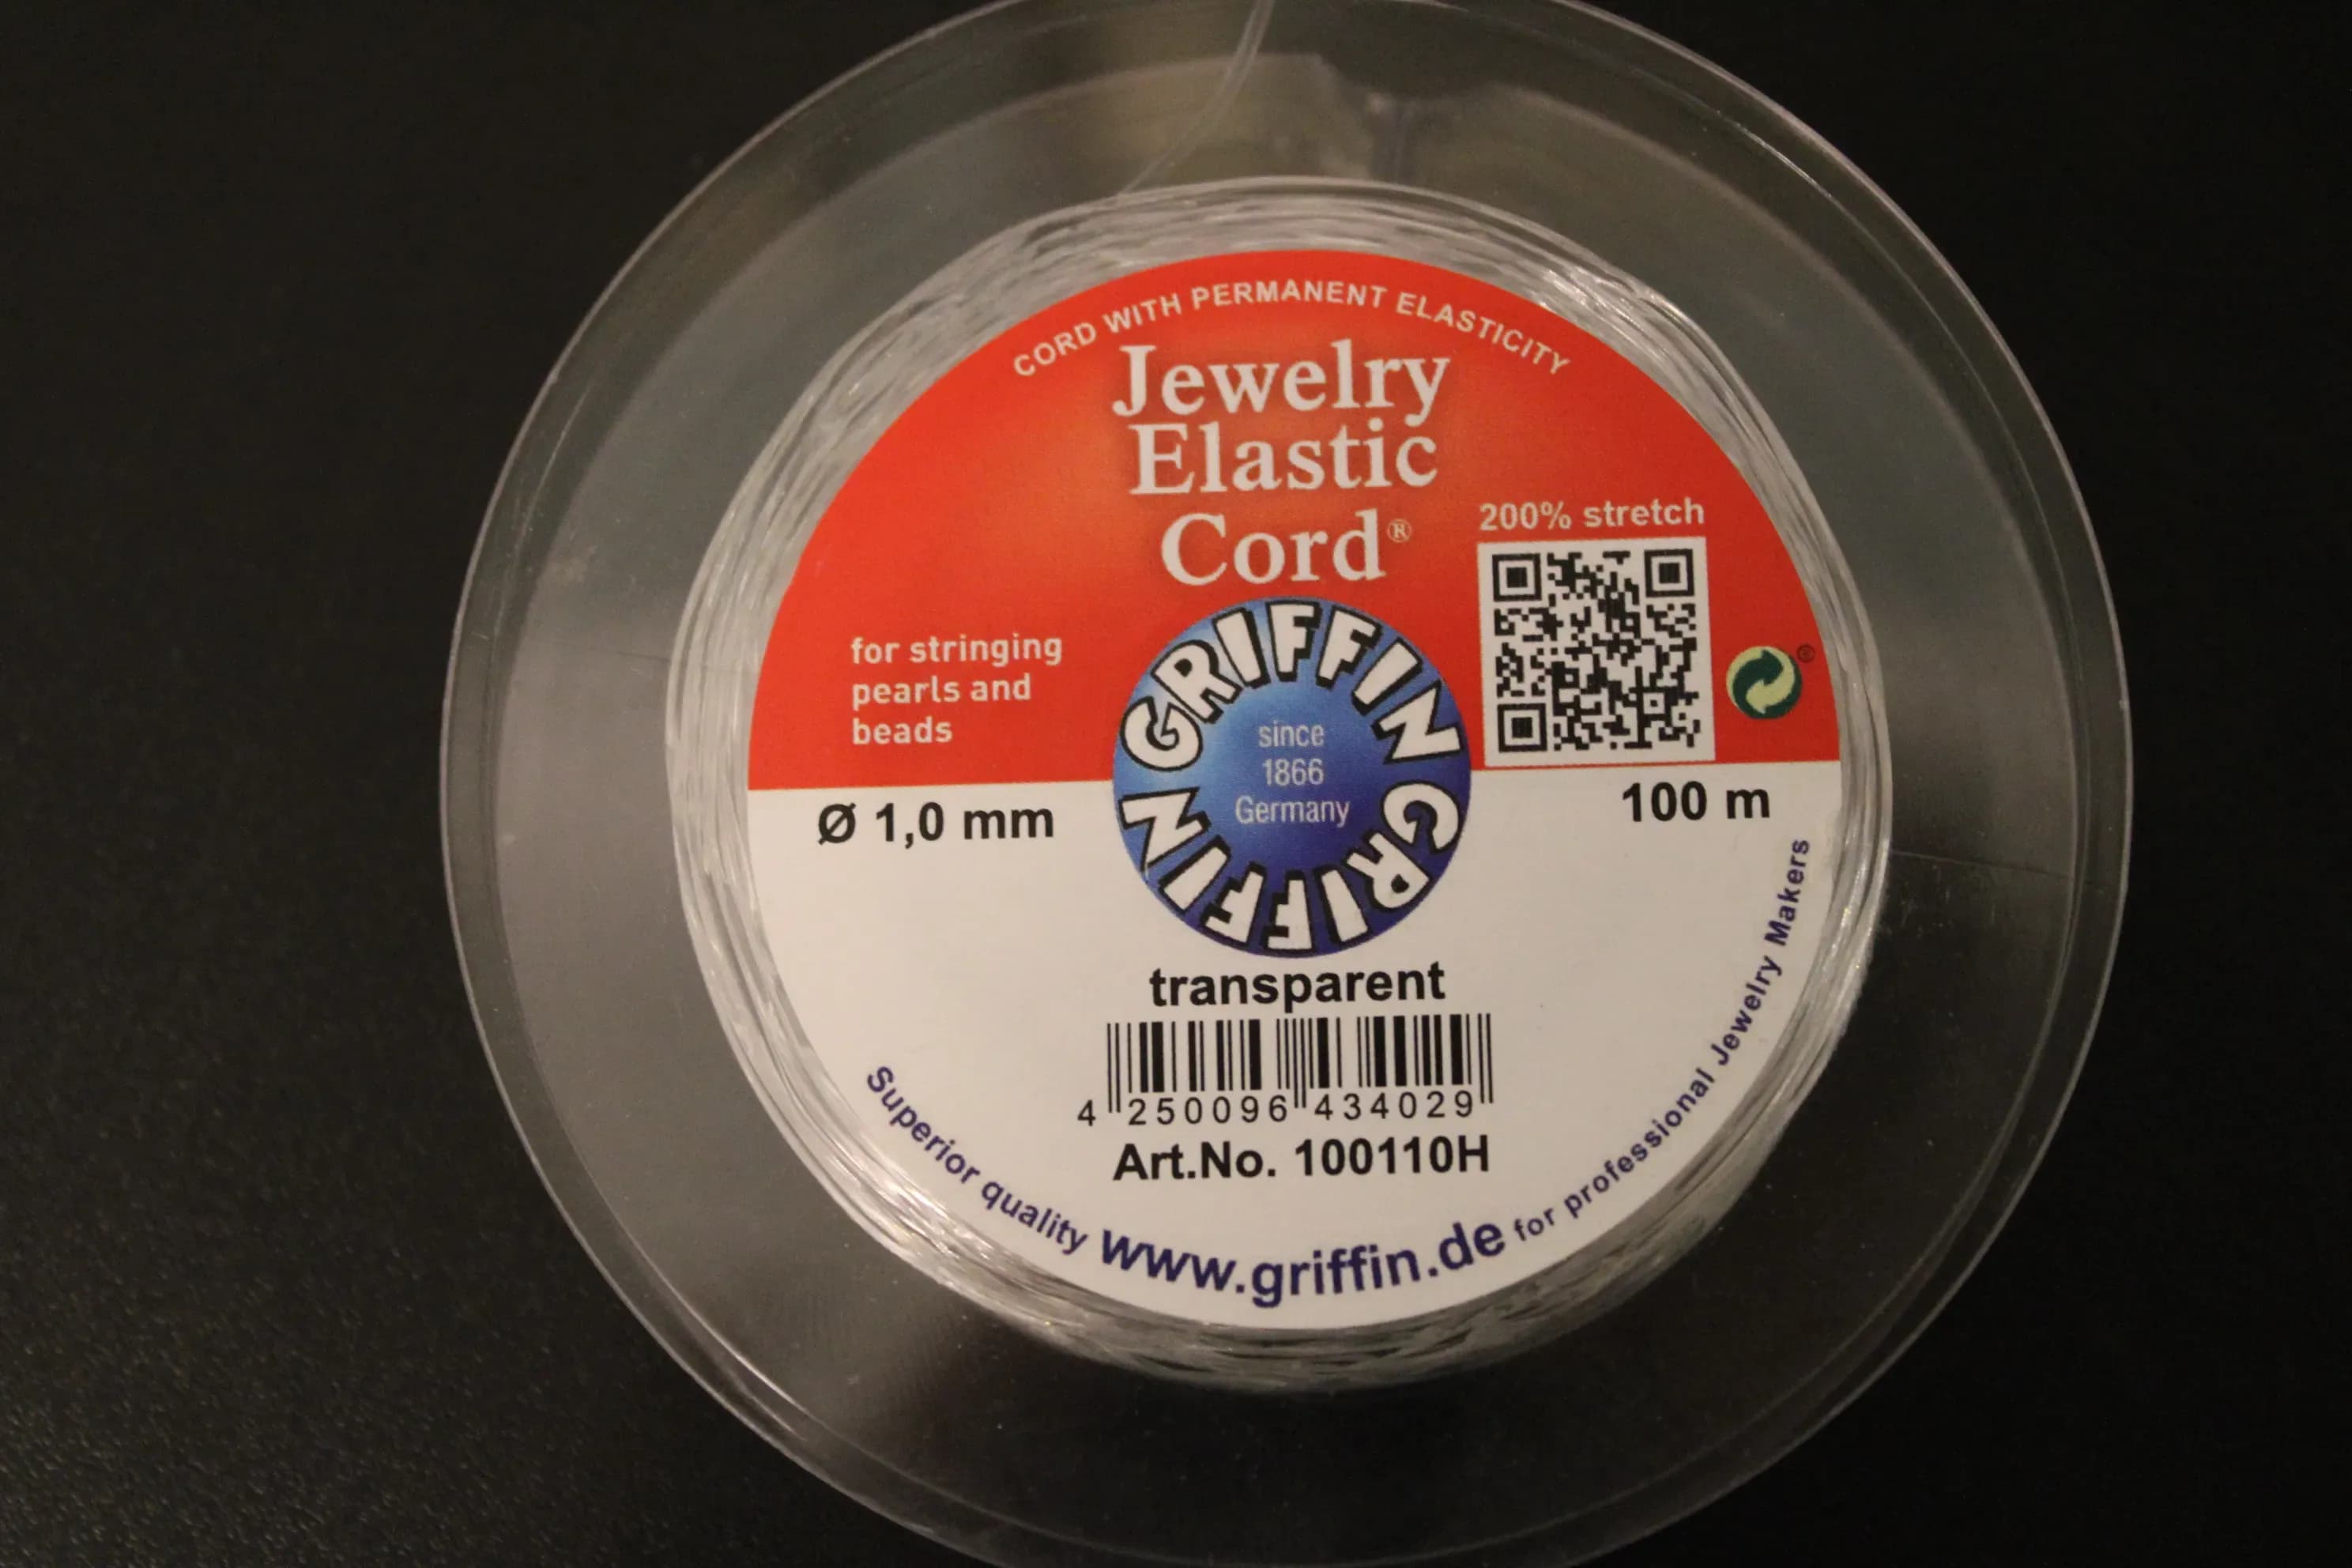 CORD WITH PERMANENT ELASTICITY
Jewelry
Elastic
Cord®
200% stretch
for stringing
pearls and
beads
®
GRIFFIN GRIFFIN
since
1866
Germany
Ø 1,0 mm
100 m
transparent
4 250096 434029
Art.No. 100110H
Superior quality www.griffin.de for professional Jewelry Makers